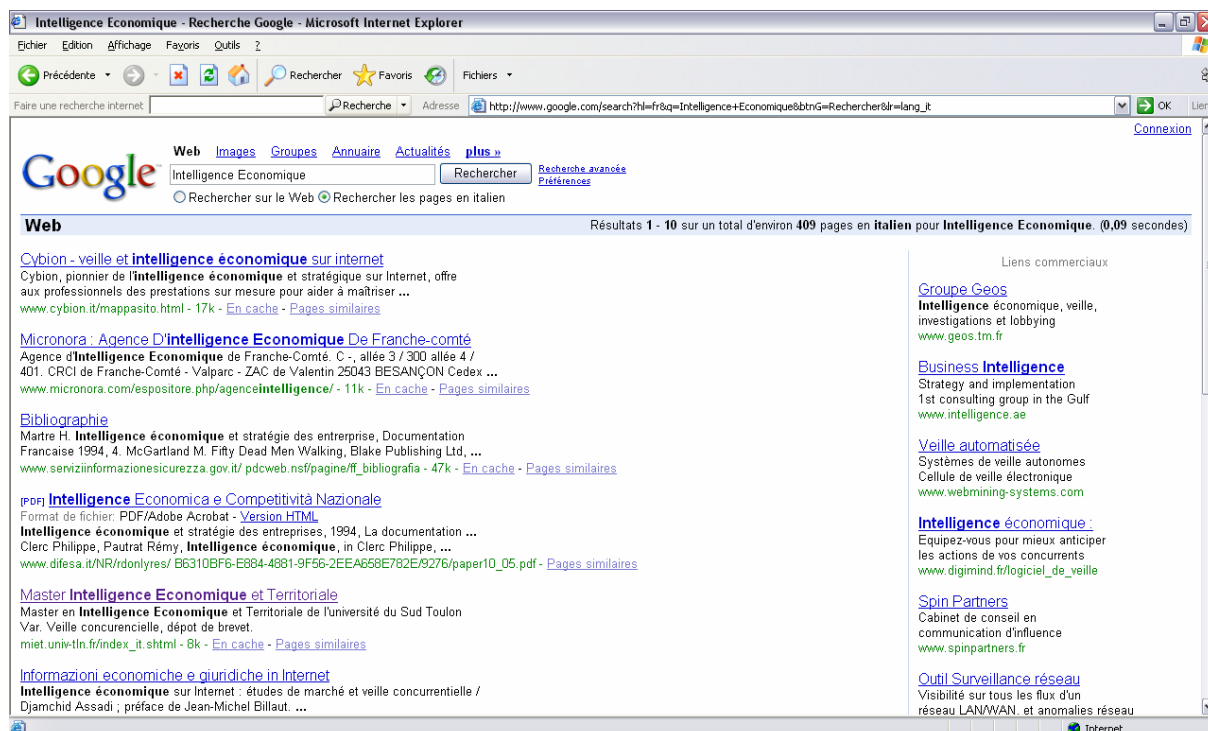 Intelligence Economique - Recherche Google - Microsoft Internet Explorer
Fichier Edition Affichage Favoris Outils ?
Précédente Rechercher Favoris Fichiers
Faire une recherche internet Recherche Adresse http://www.google.com/search?hl=fr&q=Intelligence+Economique&btnG=Rechercher&lr=lang_it OK Lien
Connexion
Google™
Web Images Groupes Annuaire Actualités plus »
Intelligence Economique Rechercher Recherche avancée
Préférences
Rechercher sur le Web Rechercher les pages en italien
Web Résultats 1 - 10 sur un total d'environ 409 pages en italien pour Intelligence Economique. (0,09 secondes)
Cybion - veille et intelligence économique sur internet
Cybion, pionnier de l'intelligence économique et stratégique sur Internet, offre
aux professionnels des prestations sur mesure pour aider à maîtriser ...
www.cybion.it/mappasito.html - 17k - En cache - Pages similaires
Micronora : Agence D'intelligence Economique De Franche-comté
Agence d'Intelligence Economique de Franche-Comté. C -, allée 3 / 300 allée 4 /
401. CRCI de Franche-Comté - Valparc - ZAC de Valentin 25043 BESANÇON Cedex ...
www.micronora.com/espositore.php/agenceintelligence/ - 11k - En cache - Pages similaires
Bibliographie
Martre H. Intelligence économique et stratégie des entrerprise, Documentation
Francaise 1994, 4. McGartland M. Fifty Dead Men Walking, Blake Publishing Ltd, ...
www.serviziinformazionesicurezza.gov.it/ pdcweb.nsf/pagine/ff_bibliografia - 47k - En cache - Pages similaires
[PDF] Intelligence Economica e Competitività Nazionale
Format de fichier: PDF/Adobe Acrobat - Version HTML
Intelligence économique et stratégie des entreprises, 1994, La documentation ...
Clerc Philippe, Pautrat Rémy, Intelligence économique, in Clerc Philippe, ...
www.difesa.it/NR/rdonlyres/ B6310BF6-E884-4881-9F56-2EEA658E782E/9276/paper10_05.pdf - Pages similaires
Master Intelligence Economique et Territoriale
Master en Intelligence Economique et Territoriale de l'université du Sud Toulon
Var. Veille concurencielle, dépot de brevet.
miet.univ-tln.fr/index_it.shtml - 8k - En cache - Pages similaires
Informazioni economiche e giuridiche in Internet
Intelligence économique sur Internet : études de marché et veille concurrentielle /
Djamchid Assadi ; préface de Jean-Michel Billaut. ...
Liens commerciaux
Groupe Geos
Intelligence économique, veille,
investigations et lobbying
www.geos.tm.fr
Business Intelligence
Strategy and implementation
1st consulting group in the Gulf
www.intelligence.ae
Veille automatisée
Systèmes de veille autonomes
Cellule de veille électronique
www.webmining-systems.com
Intelligence économique :
Equipez-vous pour mieux anticiper
les actions de vos concurrents
www.digimind.fr/logiciel_de_veille
Spin Partners
Cabinet de conseil en
communication d'influence
www.spinpartners.fr
Outil Surveillance réseau
Visibilité sur tous les flux d'un
réseau LAN/WAN. et anomalies réseau
Internet